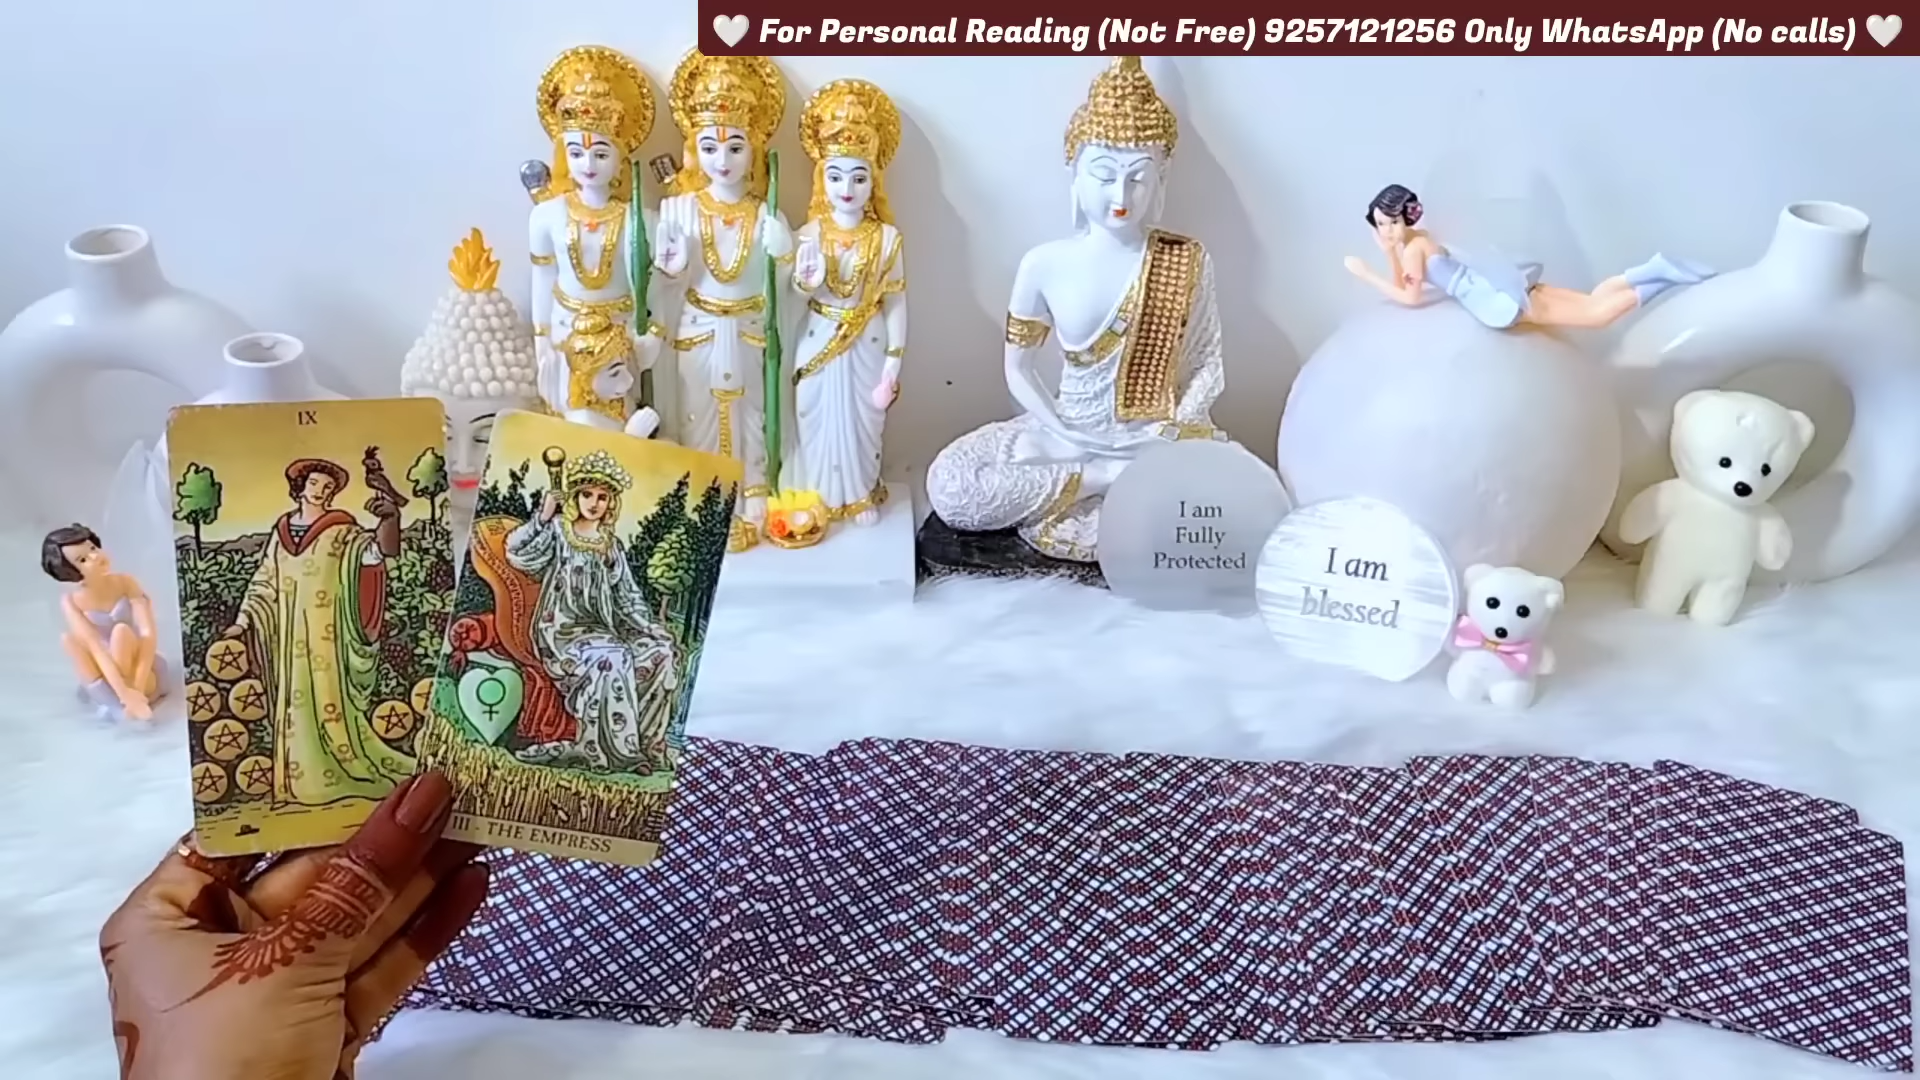 🤍 For Personal Reading (Not Free) 9257121256 Only WhatsApp (No calls) 🤍
IX
III - THE EMPRESS
I am
Fully
Protected
I am
blessed